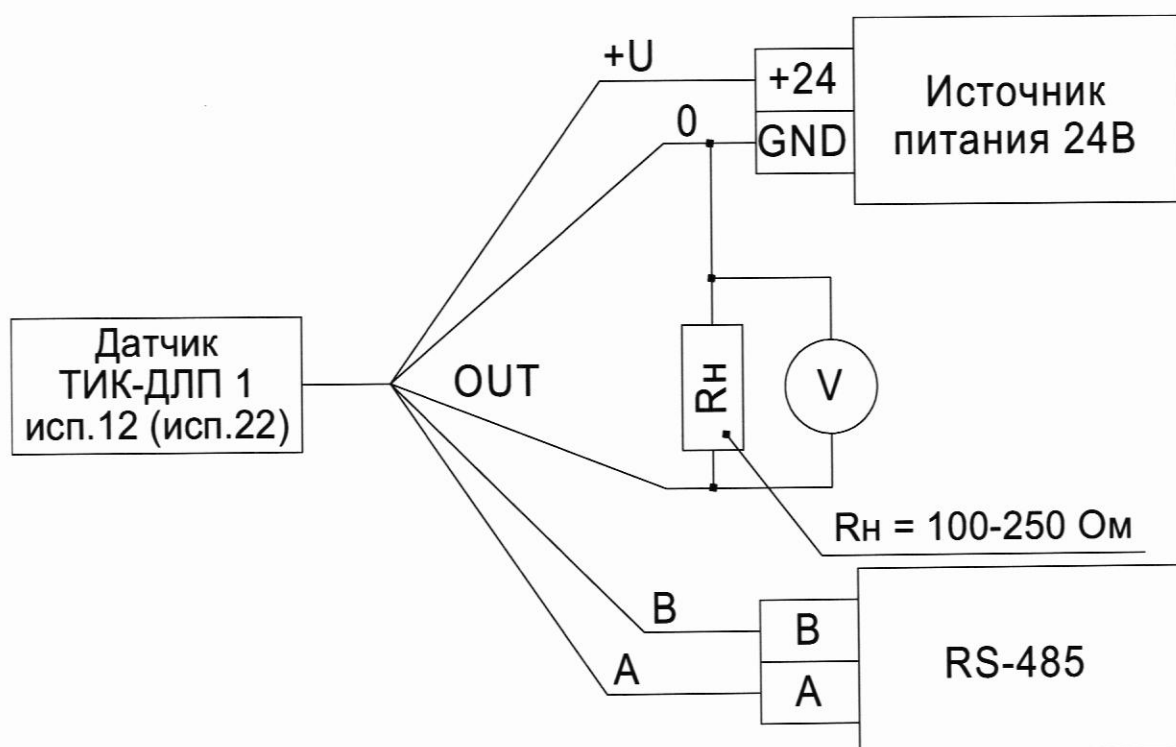 +U
+24
Источник
питания 24В
0
GND
Датчик
ТИК-ДЛП 1
исп.12 (исп.22)
OUT
Rн
V
Rн = 100-250 Ом
B
B
RS-485
A
A